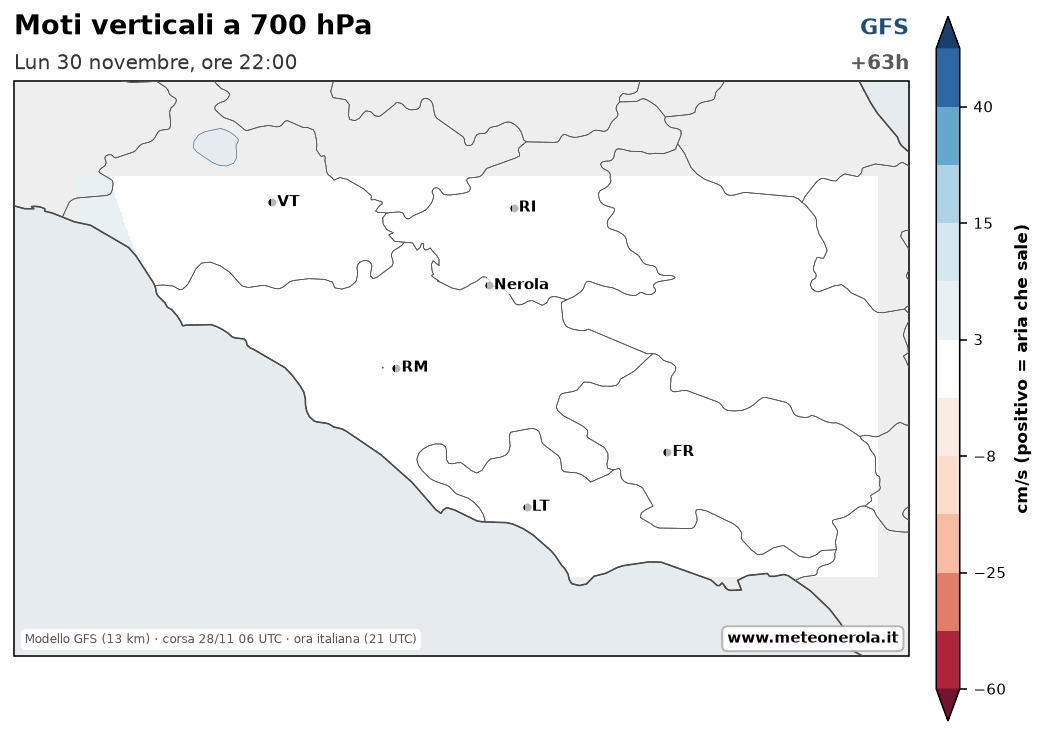 Moti verticali a 700 hPa
GFS
Lun 30 novembre, ore 22:00
+63h
VT
RI
Nerola
RM
FR
LT
40
15
3
−8
−25
−60
cm/s (positivo = aria che sale)
Modello GFS (13 km) · corsa 28/11 06 UTC · ora italiana (21 UTC)
www.meteonerola.it